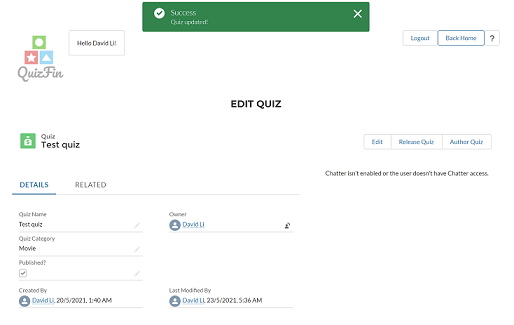 Success
Quiz updated!
Hello David Li!
Logout
Back Home
?
QuizFin
EDIT QUIZ
Quiz
Test quiz
Edit
Release Quiz
Author Quiz
Chatter isn't enabled or the user doesn't have Chatter access.
DETAILS
RELATED
Quiz Name
Test quiz
Owner
David Li
Quiz Category
Movie
Published?
Created By
David Li, 20/5/2021, 1:40 AM
Last Modified By
David Li, 23/5/2021, 5:36 AM